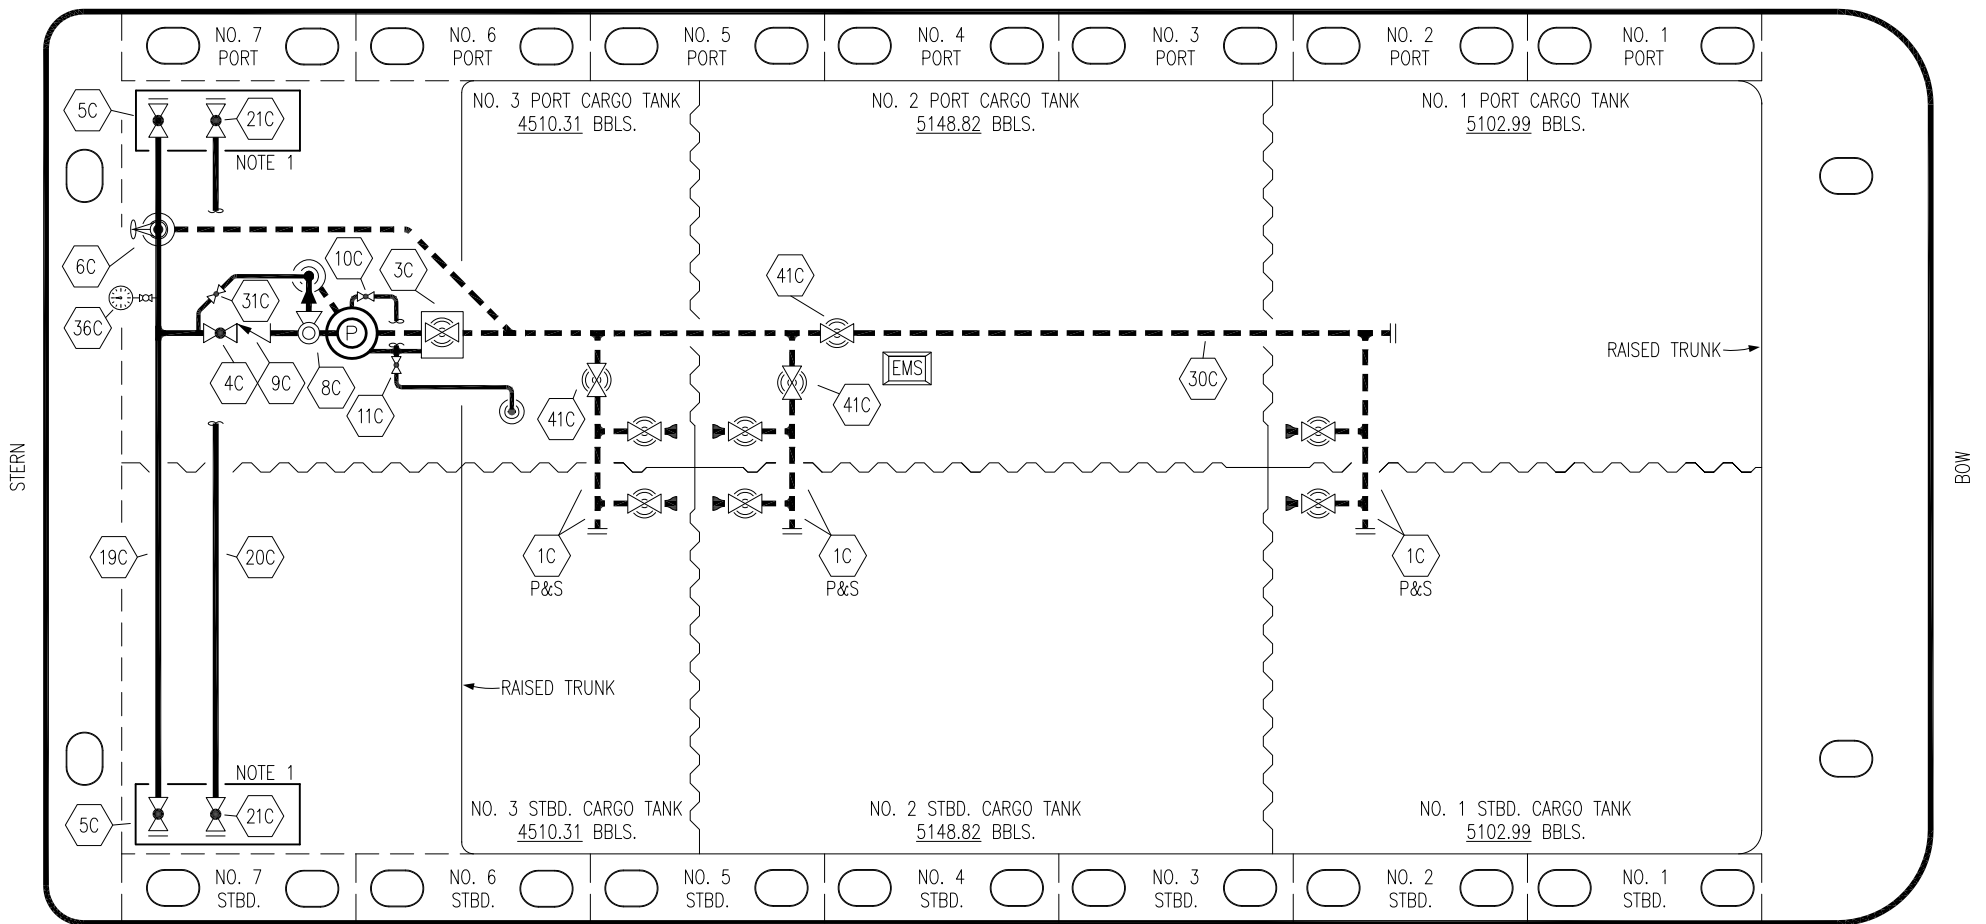 NO. 7
PORT
NO. 6
PORT
NO. 5
PORT
NO. 4
PORT
NO. 3
PORT
NO. 2
PORT
NO. 1
PORT
5C
21C
NOTE 1
NO. 3 PORT CARGO TANK
4510.31 BBLS.
NO. 2 PORT CARGO TANK
5148.82 BBLS.
NO. 1 PORT CARGO TANK
5102.99 BBLS.
6C
36C
31C
10C
3C
41C
P
4C
9C
8C
11C
41C
41C
EMS
30C
RAISED TRUNK
STERN
BOW
19C
20C
1C
P&S
1C
P&S
1C
P&S
RAISED TRUNK
NOTE 1
5C
21C
NO. 3 STBD. CARGO TANK
4510.31 BBLS.
NO. 2 STBD. CARGO TANK
5148.82 BBLS.
NO. 1 STBD. CARGO TANK
5102.99 BBLS.
NO. 7
STBD.
NO. 6
STBD.
NO. 5
STBD.
NO. 4
STBD.
NO. 3
STBD.
NO. 2
STBD.
NO. 1
STBD.